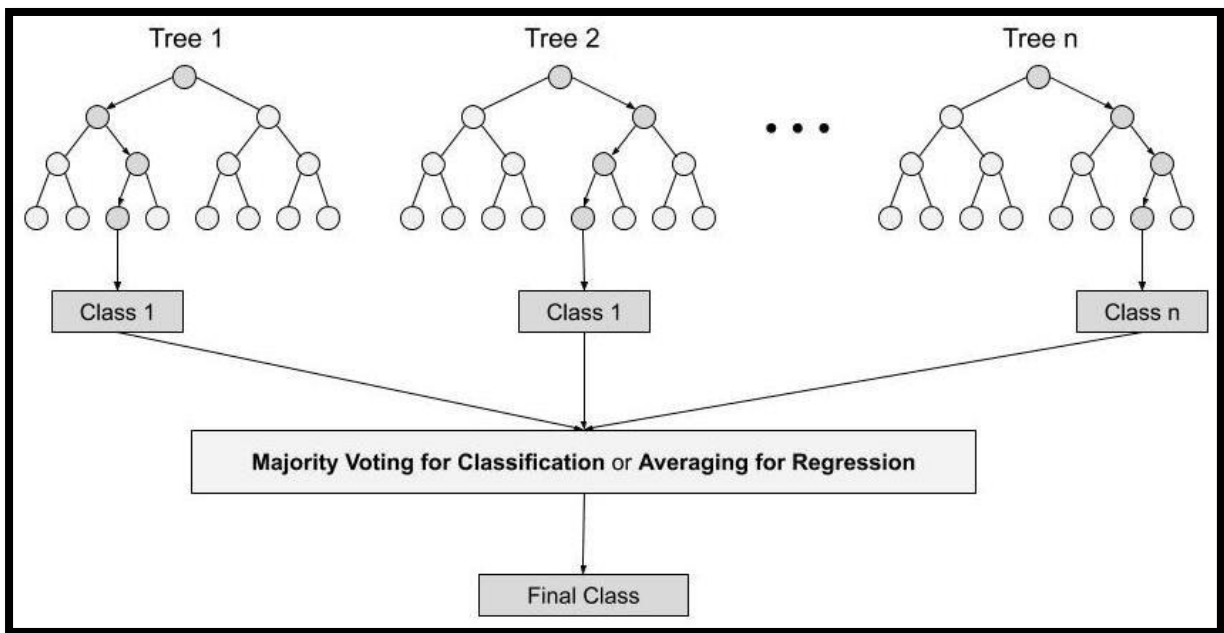 Tree 1
Tree 2
Tree n
Class 1
Class 1
Class n
Majority Voting for Classification or Averaging for Regression
Final Class